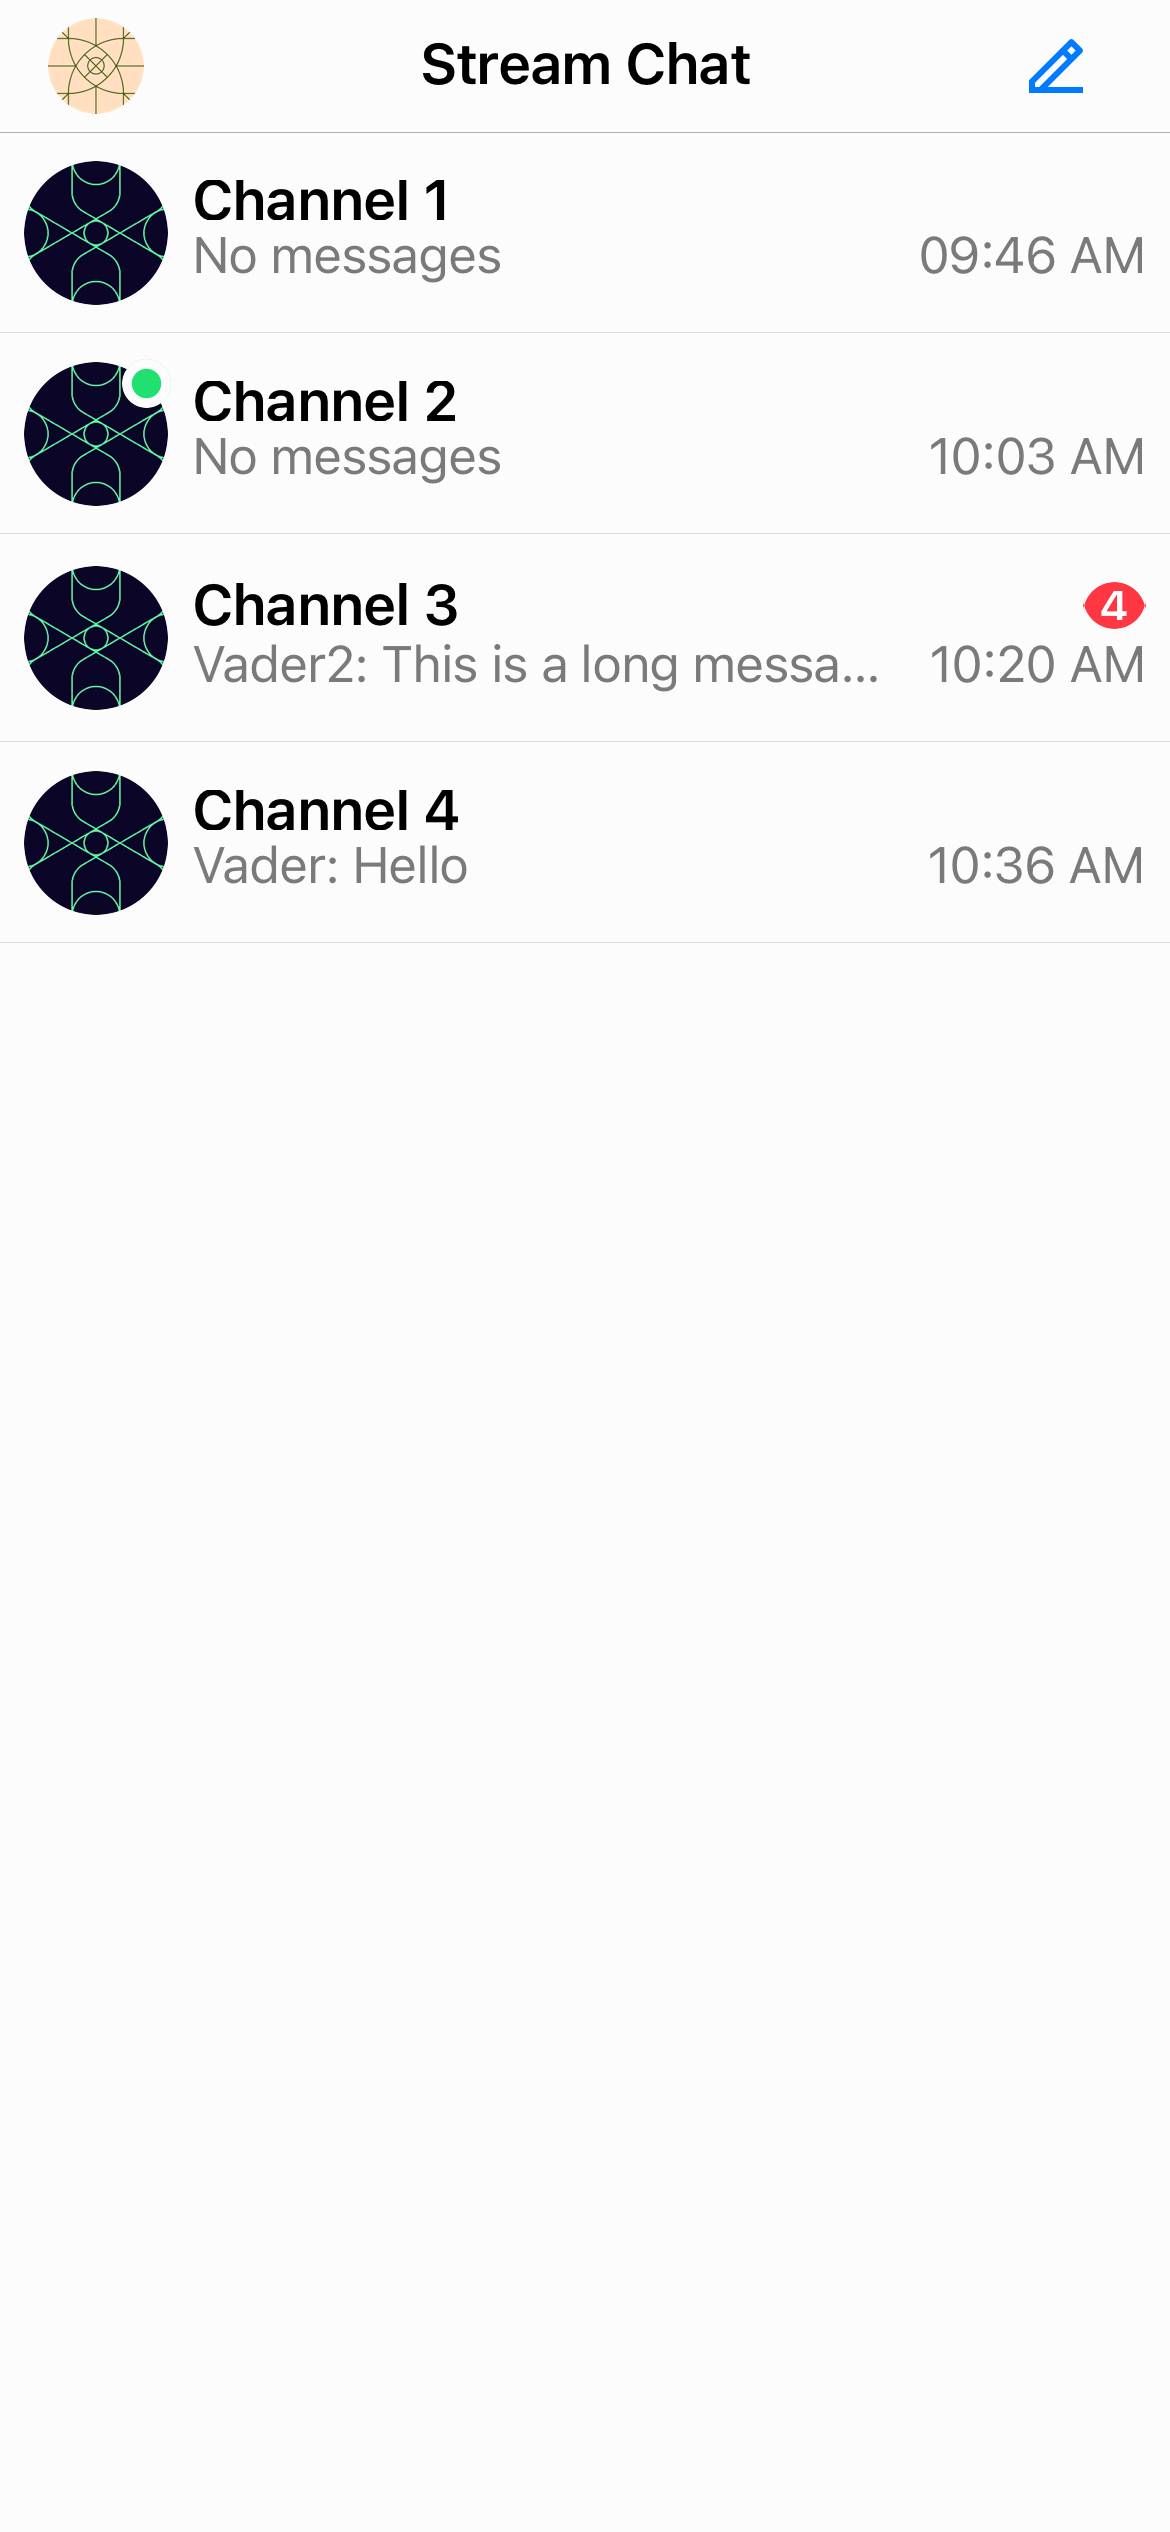 Stream Chat
Channel 1
No messages 09:46 AM
Channel 2
No messages 10:03 AM
Channel 3 4
Vader2: This is a long messa... 10:20 AM
Channel 4
Vader: Hello 10:36 AM